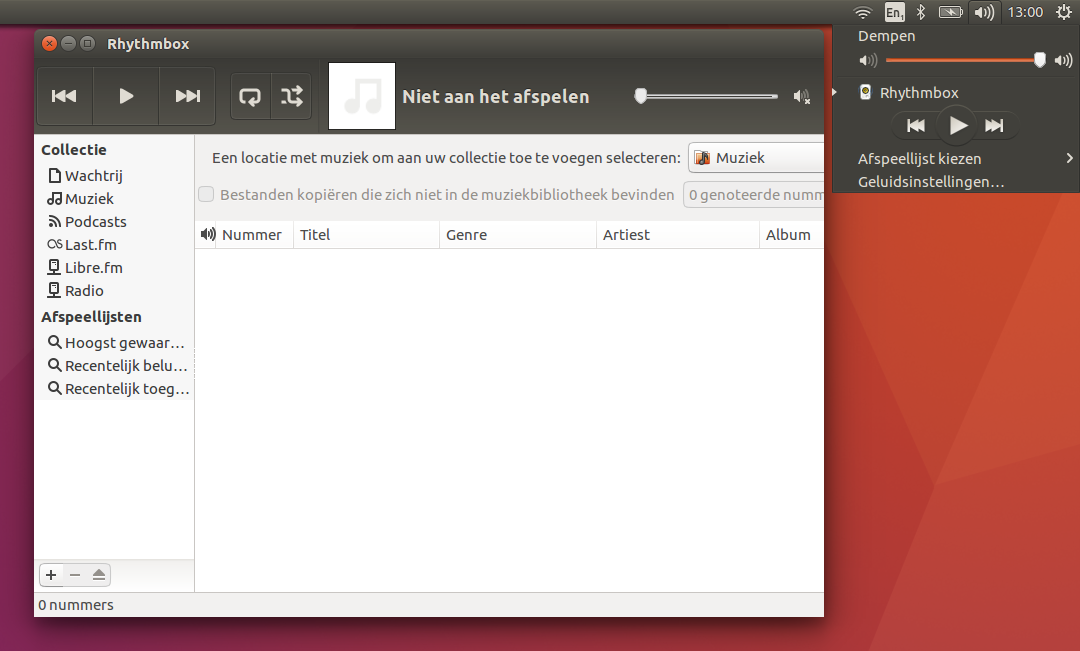 En1 13:00
Rhythmbox
Niet aan het afspelen
Dempen
Rhythmbox
Afspeellijst kiezen
Geluidsinstellingen…
Collectie
Wachtrij
Muziek
Podcasts
Last.fm
Libre.fm
Radio
Afspeellijsten
Hoogst gewaar…
Recentelijk belu…
Recentelijk toeg…
Een locatie met muziek om aan uw collectie toe te voegen selecteren: Muziek
Bestanden kopiëren die zich niet in de muziekbibliotheek bevinden 0 genoteerde numm
Nummer Titel Genre Artiest Album
0 nummers